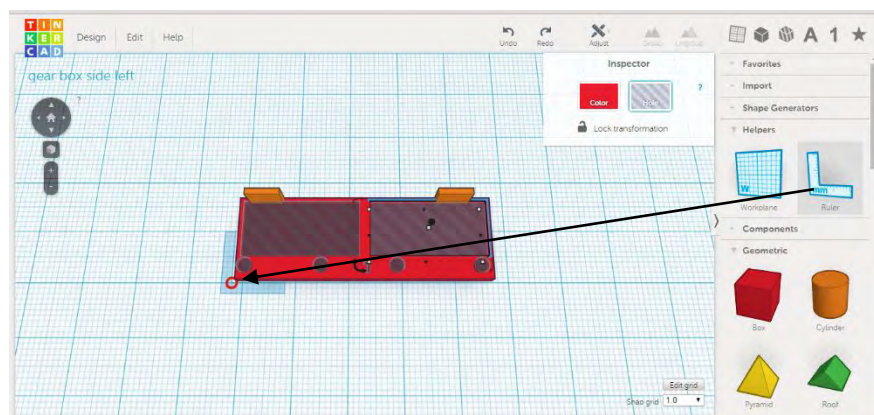 TIN
KER
CAD
Design Edit Help
Undo Redo Adjust Group Ungroup
A 1
gear box side left
?
+
-
Inspector
Color Hole
?
Lock transformation
Favorites
Import
Shape Generators
Helpers
W mm
Workplane Ruler
Components
Geometric
Box Cylinder
Pyramid Roof
Edit grid
Snap grid 1.0